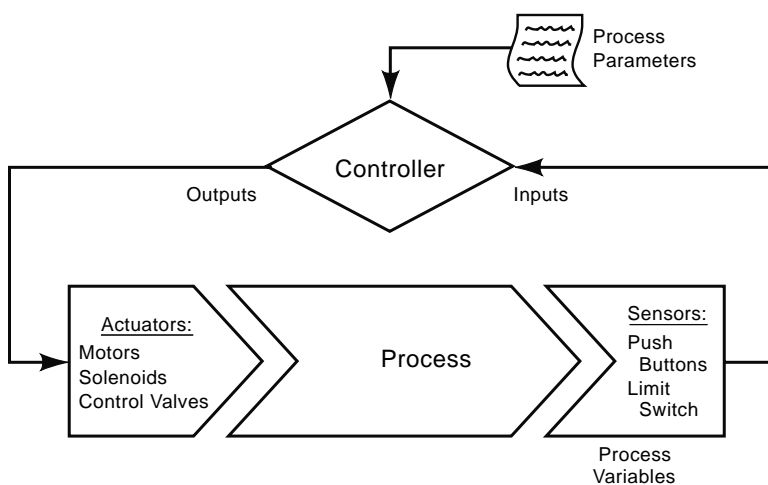 Process
Parameters
Controller
Outputs
Inputs
Actuators:
Motors
Solenoids
Control Valves
Process
Sensors:
Push
Buttons
Limit
Switch
Process
Variables